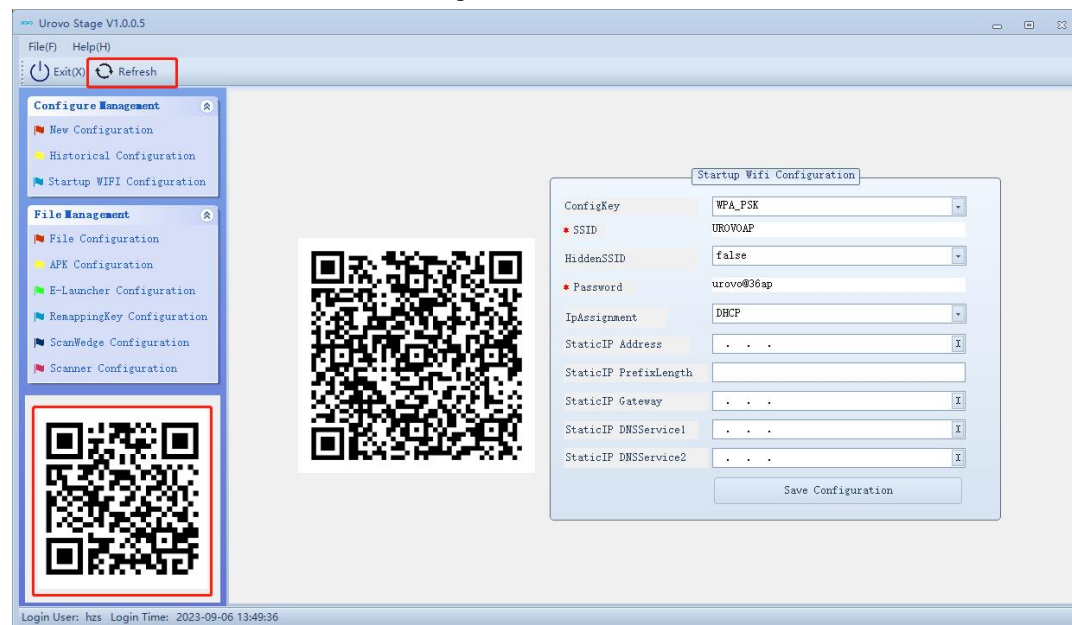 Urovo Stage V1.0.0.5
File(F) Help(H)
Exit(X) Refresh
Configure Management
New Configuration
Historical Configuration
Startup WIFI Configuration
File Management
File Configuration
APK Configuration
E-Launcher Configuration
RemappingKey Configuration
ScanWedge Configuration
Scanner Configuration
Startup Wifi Configuration
ConfigKey WPA_PSK
* SSID UROVOAP
HiddenSSID false
* Password urovo@36ap
IpAssignment DHCP
StaticIP Address . . .
StaticIP PrefixLength
StaticIP Gateway . . .
StaticIP DNSService1 . . .
StaticIP DNSService2 . . .
Save Configuration
Login User: hzs Login Time: 2023-09-06 13:49:36